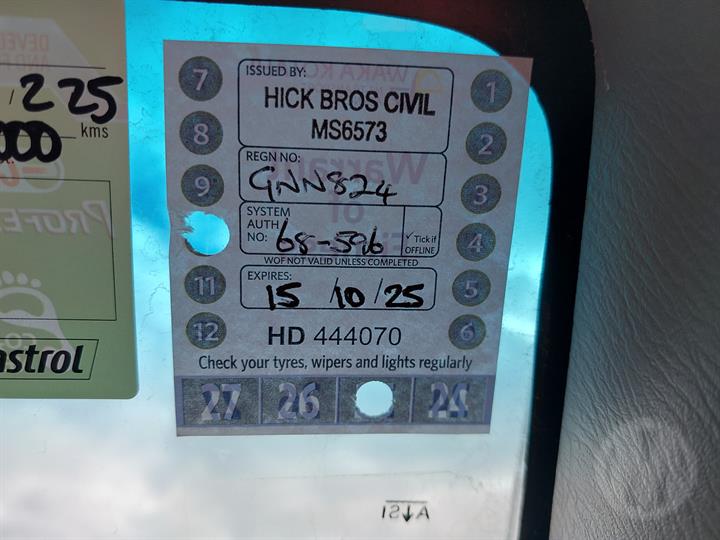 / 225
000 kms
astrol
7
8
9
11
12
1
2
3
4
5
6
ISSUED BY:
HICK BROS CIVIL
MS6573
REGN NO:
GNN824
SYSTEM
AUTH
NO: 68-596
✓ Tick if
OFFLINE
WOF NOT VALID UNLESS COMPLETED
EXPIRES:
15 /10 /25
HD 444070
Check your tyres, wipers and lights regularly
27 26 24